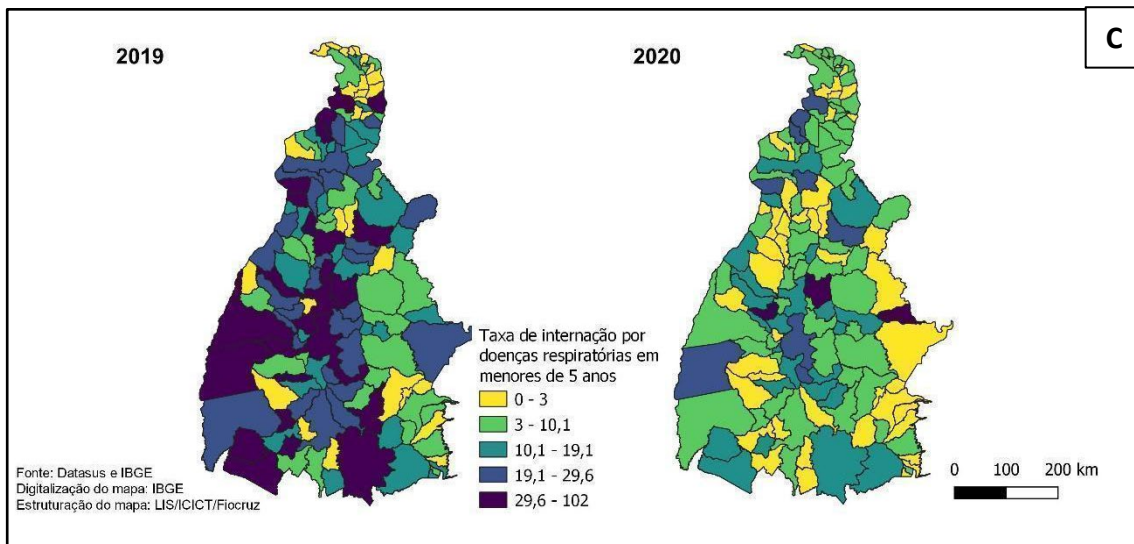 C
2019
2020
Taxa de internação por
doenças respiratórias em
menores de 5 anos
0 - 3
3 - 10,1
10,1 - 19,1
19,1 - 29,6
29,6 - 102
Fonte: Datasus e IBGE
Digitalização do mapa: IBGE
Estruturação do mapa: LIS/ICICT/Fiocruz
0 100 200 km